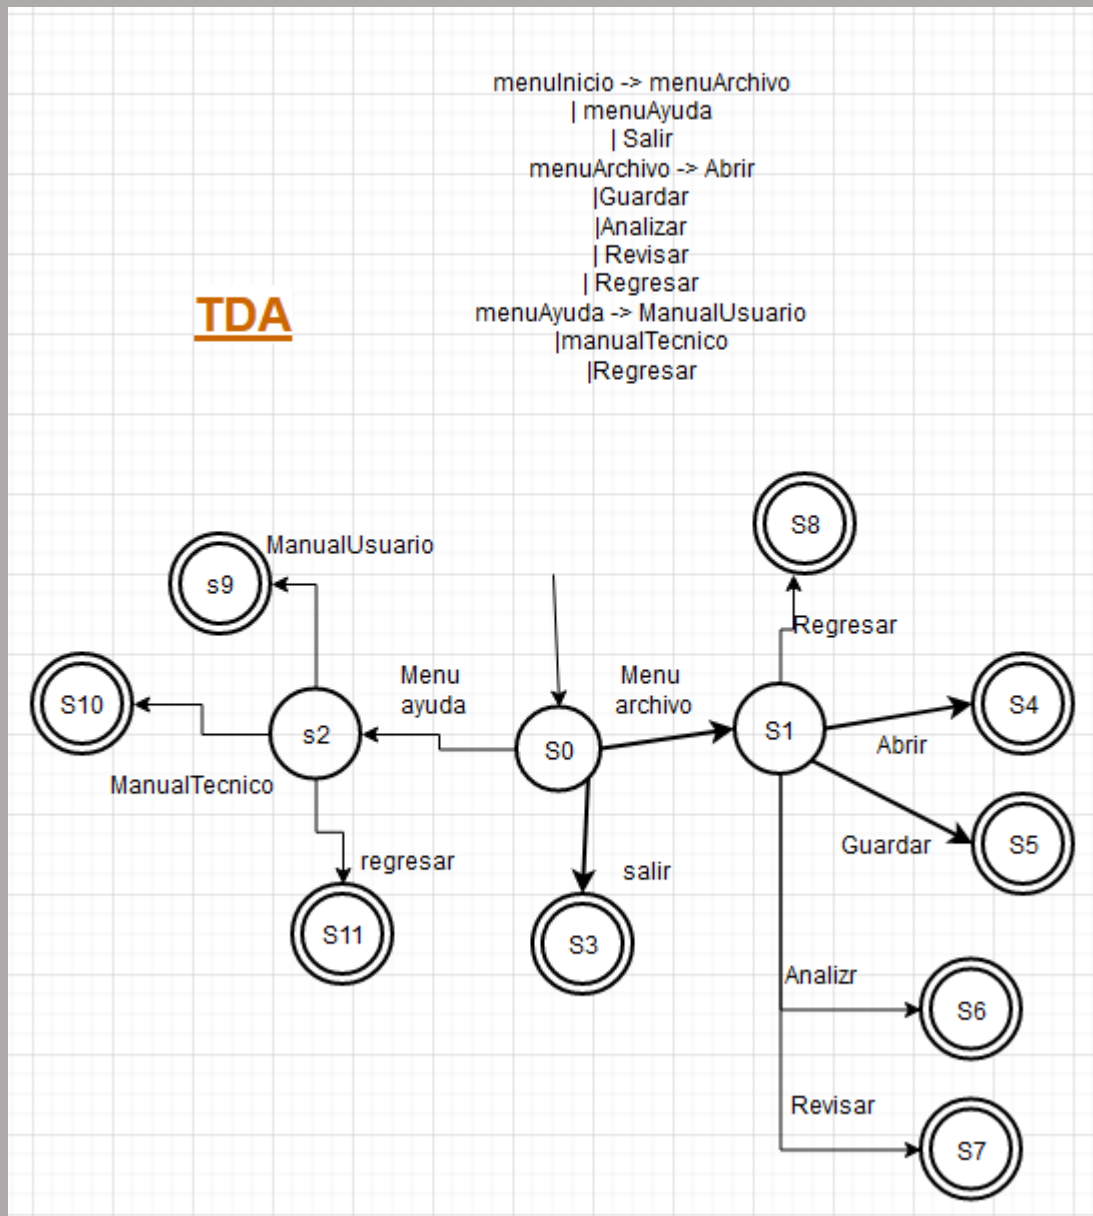 menuInicio -> menuArchivo
| menuAyuda
| Salir
menuArchivo -> Abrir
|Guardar
|Analizar
| Revisar
| Regresar
menuAyuda -> ManualUsuario
|manualTecnico
|Regresar
TDA
S8
ManualUsuario
s9
Regresar
Menu
ayuda
Menu
archivo
S10
s2
S0
S1
S4
Abrir
ManualTecnico
Guardar
S5
regresar
salir
S11
S3
Analizr
S6
Revisar
S7